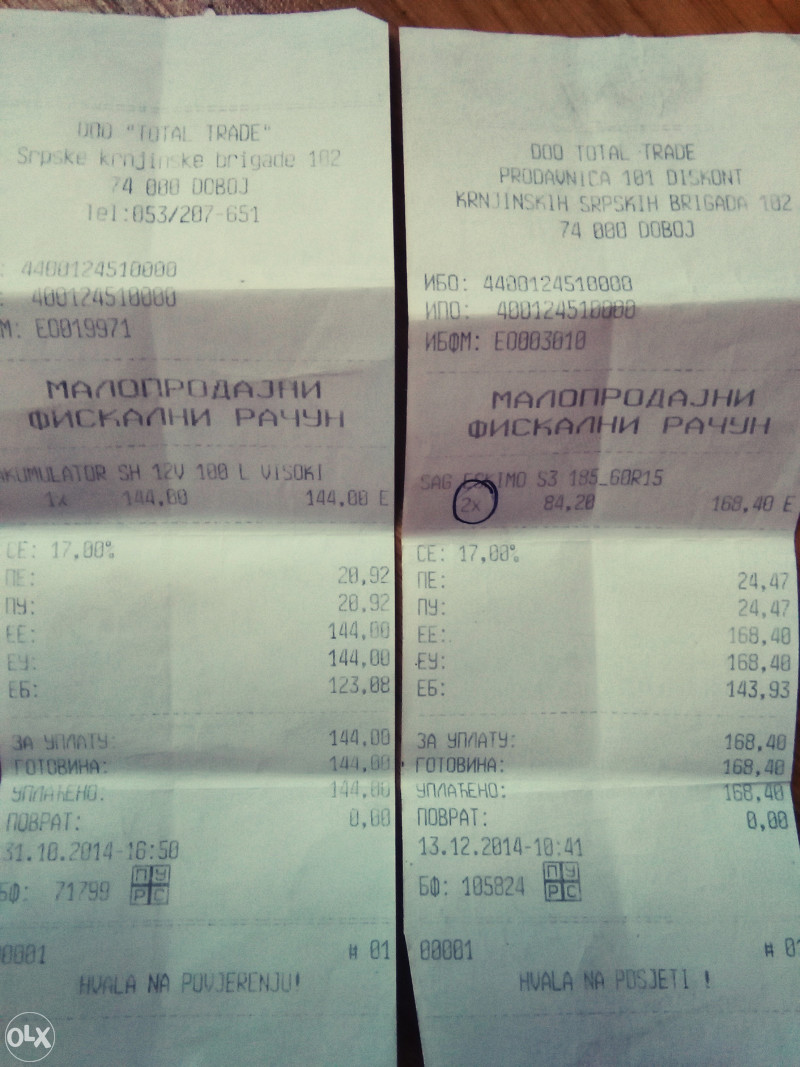 DOO "TOTAL TRADE"
Srpske krnjinske brigade 102
74 000 DOBOJ
Tel:053/207-651
: 4400124510000
: 400124510000
М: E0019971
МАЛОПРОДАЈНИ
ФИСКАЛНИ РАЧУН
AKUMULATOR SH 12V 100 L VISOKI
1x 144,00 144,00 Е
СЕ: 17,00%
ПЕ: 20,92
ПУ: 20,92
ЕЕ: 144,00
ЕУ: 144,00
ЕБ: 123,08
ЗА УПЛАТУ: 144,00
ГОТОВИНА: 144,00
УПЛАЋЕНО: 144,00
ПОВРАТ: 0,00
31.10.2014-16:50
БФ: 71799 ПУРС
00001 # 01
HVALA NA POVJERENJU!
DOO TOTAL TRADE
PRODAVNICA 101 DISKONT
KRNJINSKIH SRPSKIH BRIGADA 102
74 000 DOBOJ
ИБО: 4400124510000
ИПО: 400124510000
ИБФМ: E0003010
МАЛОПРОДАЈНИ
ФИСКАЛНИ РАЧУН
SAG ESKIMO S3 185_60R15
2x 84,20 168,40 Е
СЕ: 17,00%
ПЕ: 24,47
ПУ: 24,47
ЕЕ: 168,40
ЕУ: 168,40
ЕБ: 143,93
ЗА УПЛАТУ: 168,40
ГОТОВИНА: 168,40
УПЛАЋЕНО: 168,40
ПОВРАТ: 0,00
13.12.2014-10:41
БФ: 105824 ПУРС
00001 # 01
HVALA NA POSJETI !
OLX